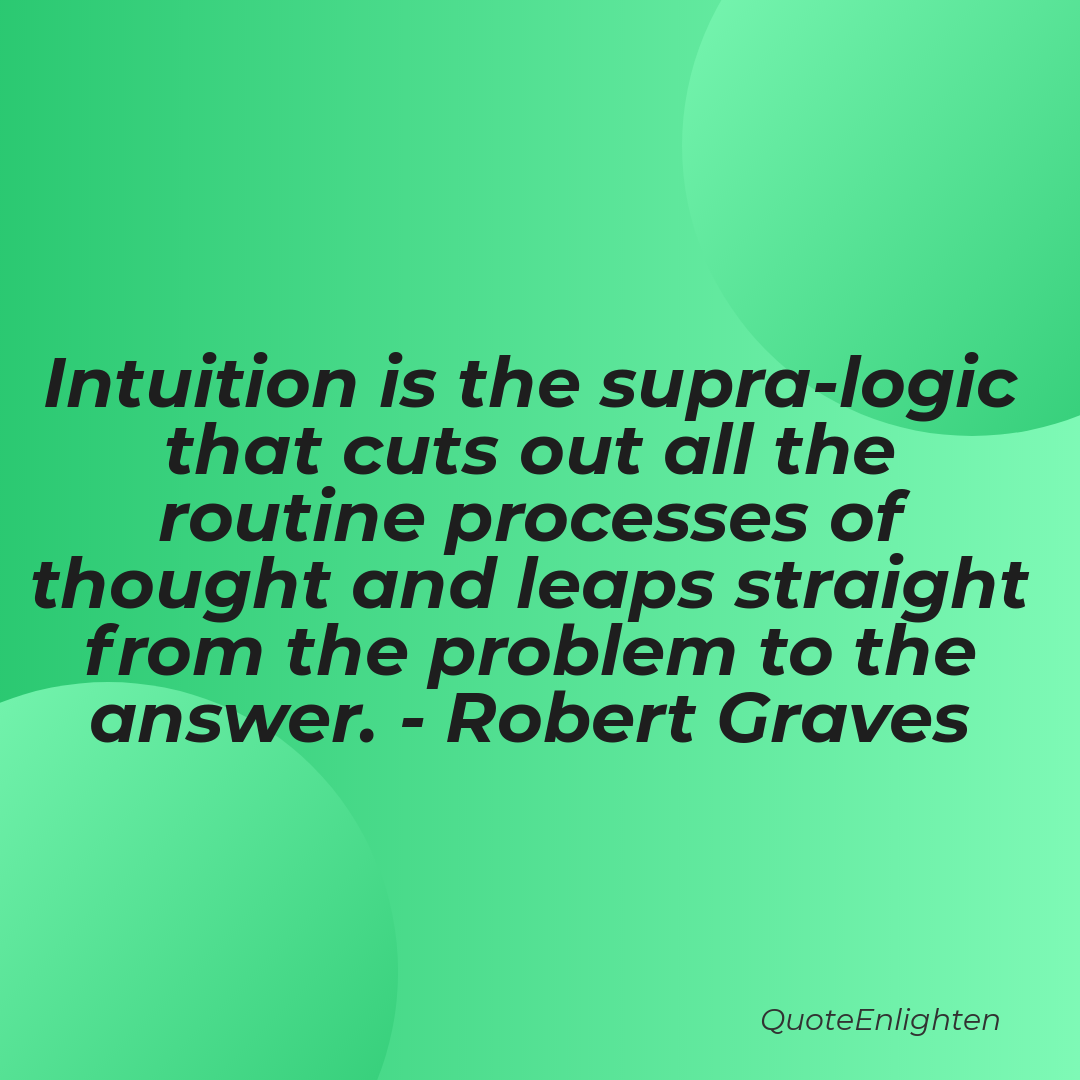 Intuition is the supra-logic
that cuts out all the
routine processes of
thought and leaps straight
from the problem to the
answer. - Robert Graves
QuoteEnlighten